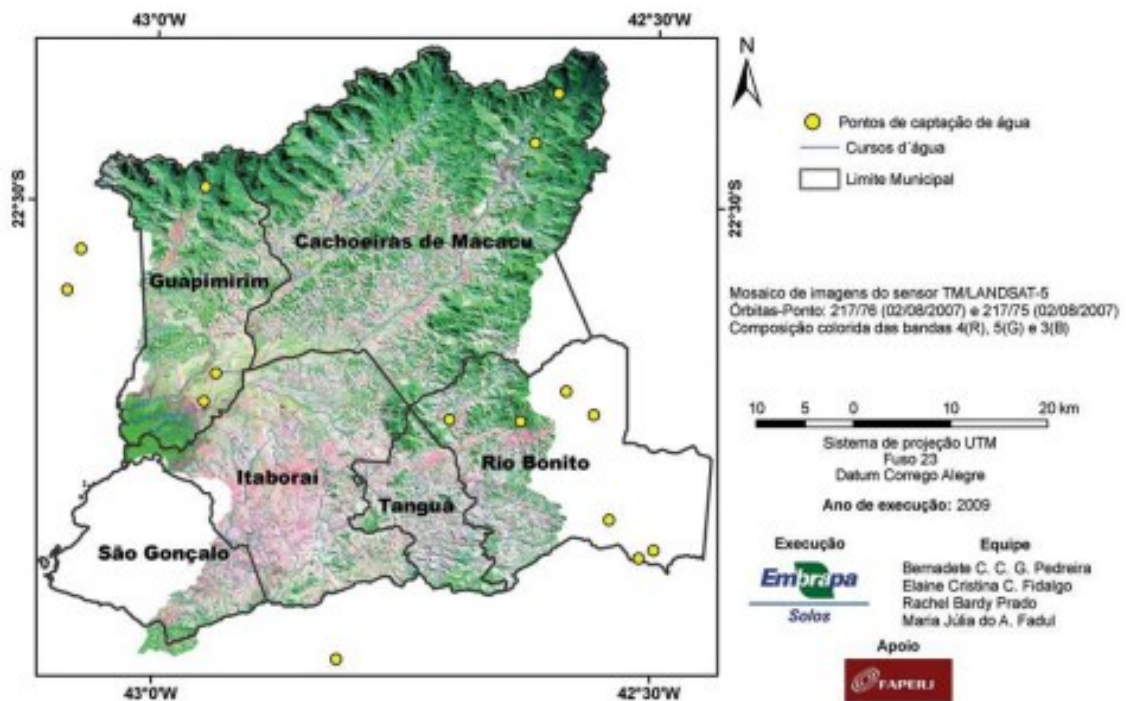 43°0'W
42°30'W
22°30'S
22°30'S
Guapimirim
Cachoeiras de Macacu
Itaboraí
Rio Bonito
Tanguá
São Gonçalo
43°0'W
42°30'W
N
Pontos de captação de água
Cursos d´água
Limite Municipal
Mosaico de imagens do sensor TM/LANDSAT-5
Órbitas-Ponto: 217/76 (02/08/2007) e 217/75 (02/08/2007)
Composição colorida das bandas 4(R), 5(G) e 3(B)
10 5 0 10 20 km
Sistema de projeção UTM
Fuso 23
Datum Corrego Alegre
Ano de execução: 2009
Execução
Embrapa
Solos
Equipe
Bernadete C. C. G. Pedreira
Elaine Cristina C. Fidalgo
Rachel Bardy Prado
Maria Júlia do A. Fadul
Apoio
FAPERJ